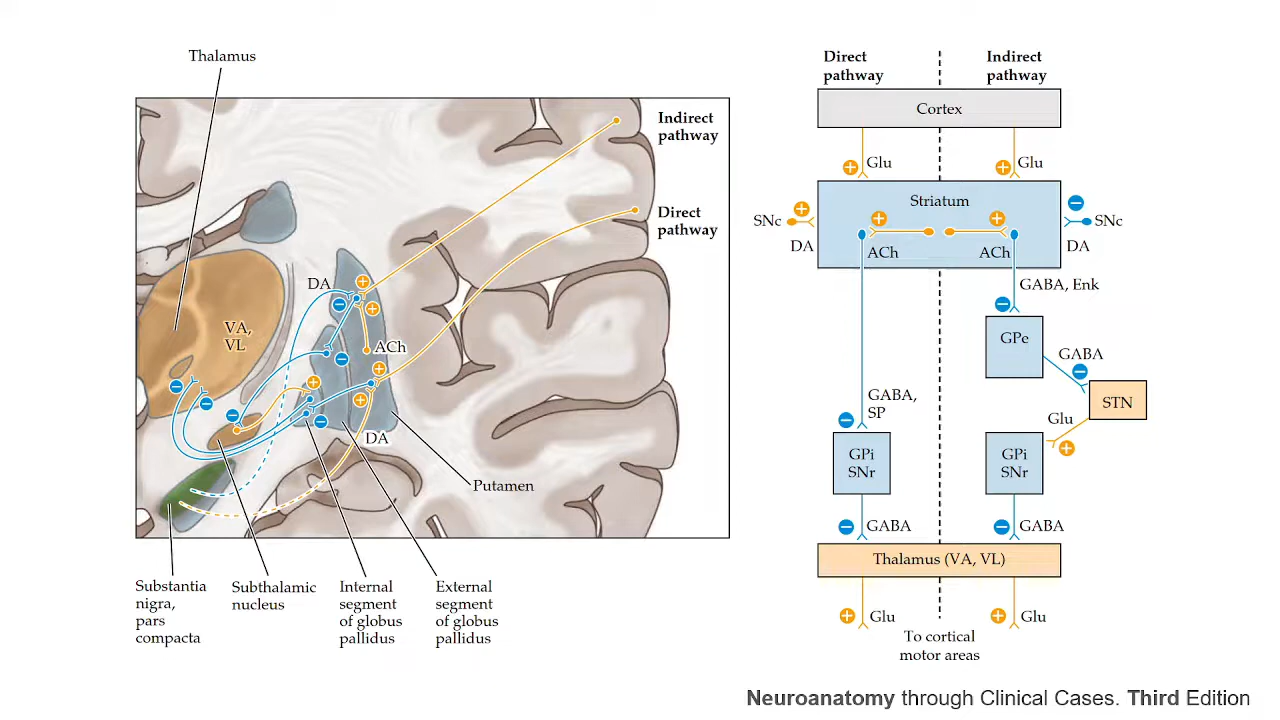 Thalamus
Indirect
pathway
Direct
pathway
DA
VA,
VL
ACh
DA
Putamen
Substantia
nigra,
pars
compacta
Subthalamic
nucleus
Internal
segment
of globus
pallidus
External
segment
of globus
pallidus
Direct
pathway
Indirect
pathway
Cortex
Glu
Glu
Striatum
SNc
DA
SNc
DA
ACh
ACh
GABA, Enk
GPe
GABA
STN
GABA,
SP
Glu
GPi
SNr
GPi
SNr
GABA
GABA
Thalamus (VA, VL)
Glu
Glu
To cortical
motor areas
Neuroanatomy through Clinical Cases. Third Edition